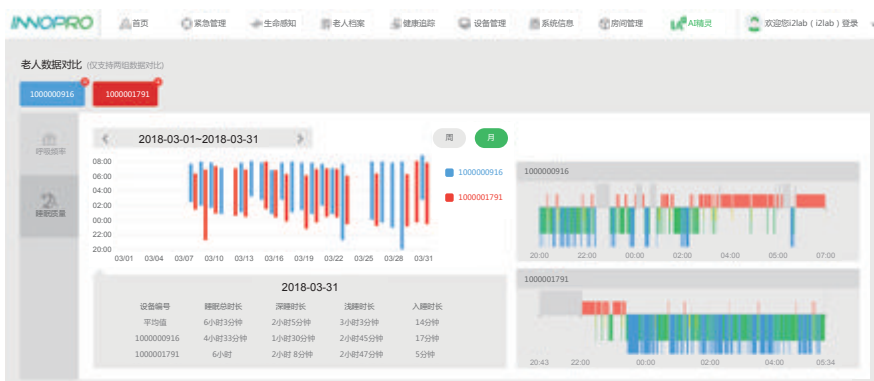 INNOPRO
首页
紧急管理
生命感知
老人档案
健康追踪
设备管理
系统信息
房间管理
AI精灵
欢迎您i2lab（i2lab）登录
老人数据对比 (仅支持两组数据对比)
1000000916
1000001791
呼吸频率
睡眠质量
2018-03-01~2018-03-31
周
月
08:00
06:00
04:00
02:00
00:00
22:00
20:00
03/01 03/04 03/07 03/10 03/13 03/16 03/19 03/22 03/25 03/28 03/31
1000000916
1000001791
2018-03-31
设备编号 睡眠总时长 深睡时长 浅睡时长 入睡时长
平均值 6小时3分钟 2小时5分钟 3小时3分钟 14分钟
1000000916 4小时33分钟 1小时30分钟 2小时45分钟 17分钟
1000001791 6小时 2小时 8分钟 2小时47分钟 5分钟
1000000916
20:00 22:00 00:00 02:00 04:00 06:00 07:00
1000001791
20:43 22:00 00:00 02:00 04:00 05:34